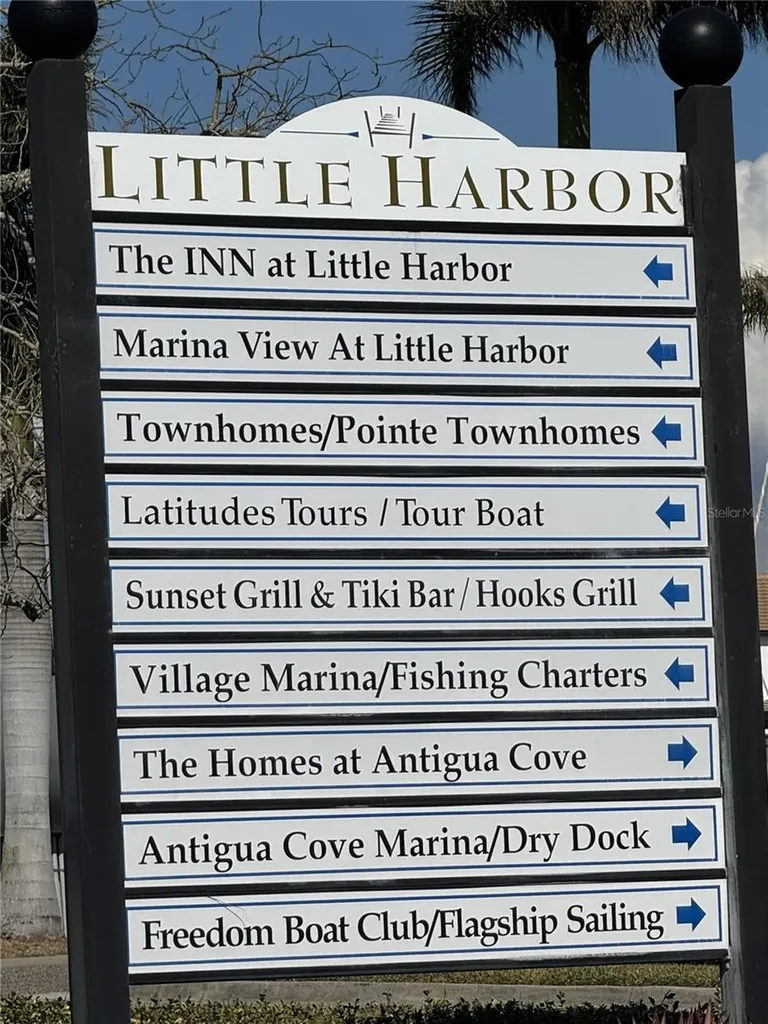 LITTLE HARBOR
The INN at Little Harbor
Marina View At Little Harbor
Townhomes/Pointe Townhomes
Latitudes Tours / Tour Boat
Sunset Grill & Tiki Bar / Hooks Grill
Village Marina/Fishing Charters
The Homes at Antigua Cove
Antigua Cove Marina/Dry Dock
Freedom Boat Club/Flagship Sailing
StellarMLS